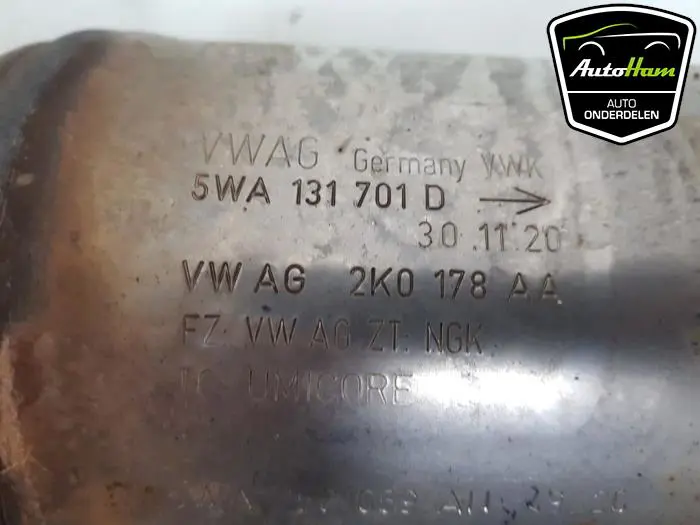 AutoHam
AUTO
ONDERDELEN
VWAG Germany VWK
5WA 131 701 D →
30.11.20
VW AG 2K0 178 AA
FZ: VW AG ZT: NGK
TC: UMICORE